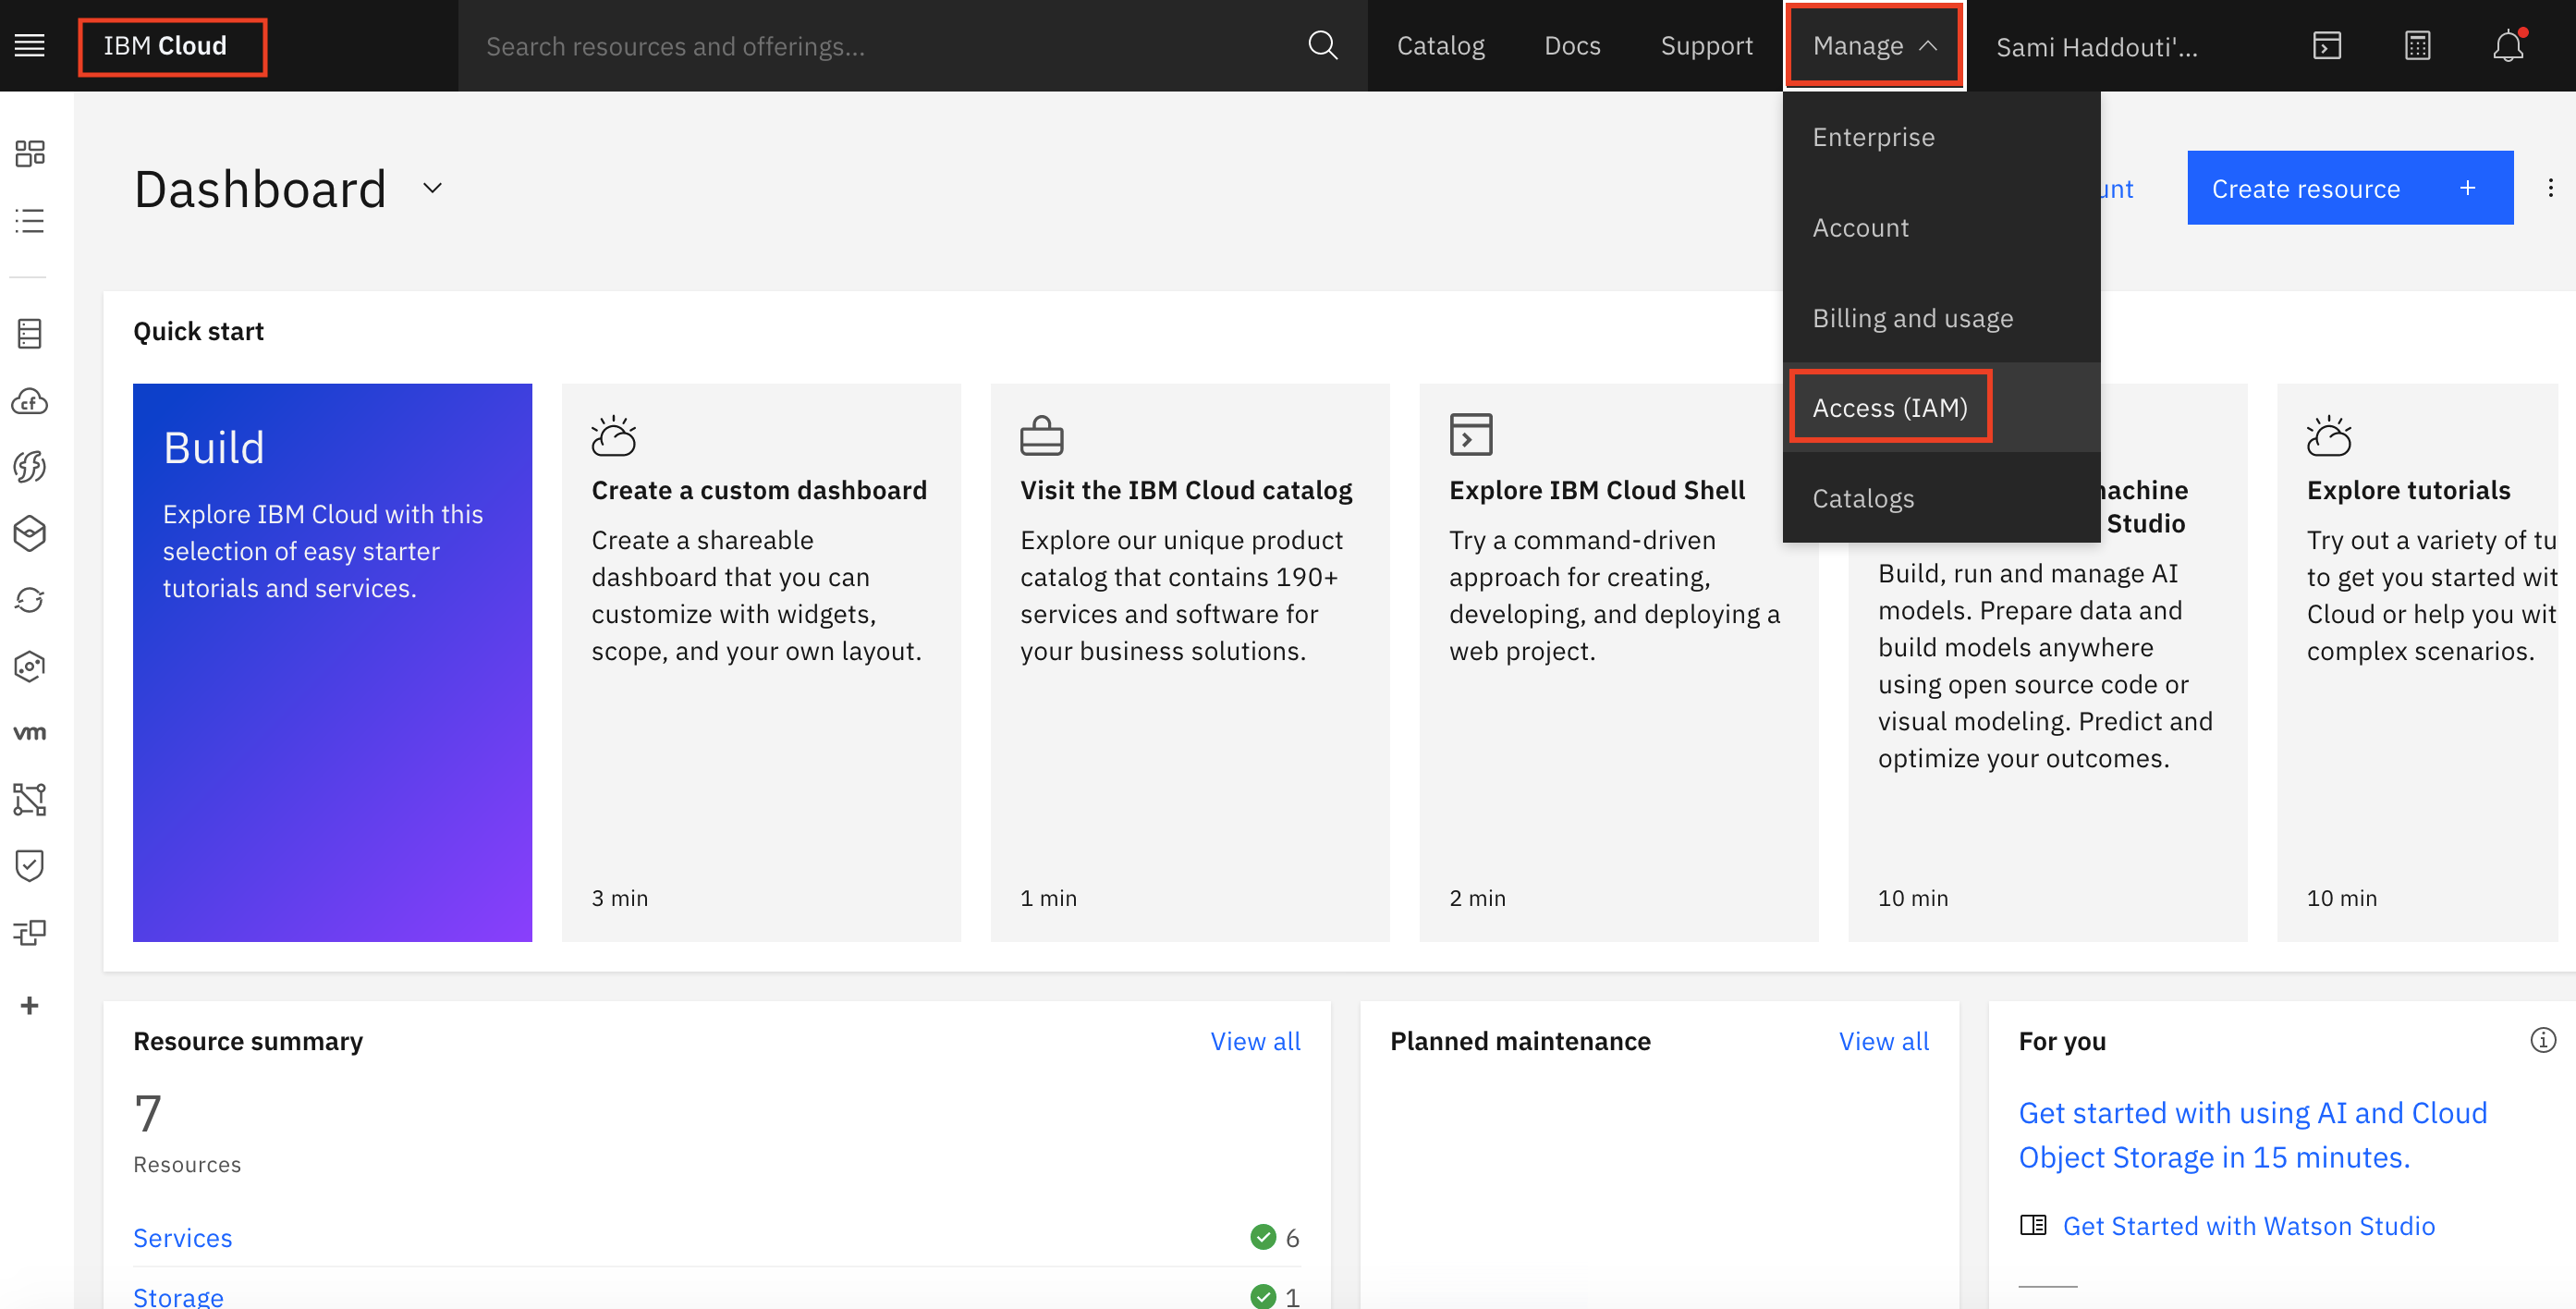 IBM Cloud
Search resources and offerings...
Catalog
Docs
Support
Manage
Sami Haddouti'...
Enterprise
Account
Billing and usage
Access (IAM)
Catalogs
Dashboard
Create resource +
Quick start
Build
Explore IBM Cloud with this
selection of easy starter
tutorials and services.
Create a custom dashboard
Create a shareable
dashboard that you can
customize with widgets,
scope, and your own layout.
3 min
Visit the IBM Cloud catalog
Explore our unique product
catalog that contains 190+
services and software for
your business solutions.
1 min
Explore IBM Cloud Shell
Try a command-driven
approach for creating,
developing, and deploying a
web project.
2 min
Studio
Build, run and manage AI
models. Prepare data and
build models anywhere
using open source code or
visual modeling. Predict and
optimize your outcomes.
10 min
Explore tutorials
Try out a variety of tu
to get you started wit
Cloud or help you wit
complex scenarios.
10 min
cf
vm
Resource summary
View all
7
Resources
Services
6
Storage
1
Planned maintenance
View all
For you
Get started with using AI and Cloud
Object Storage in 15 minutes.
Get Started with Watson Studio